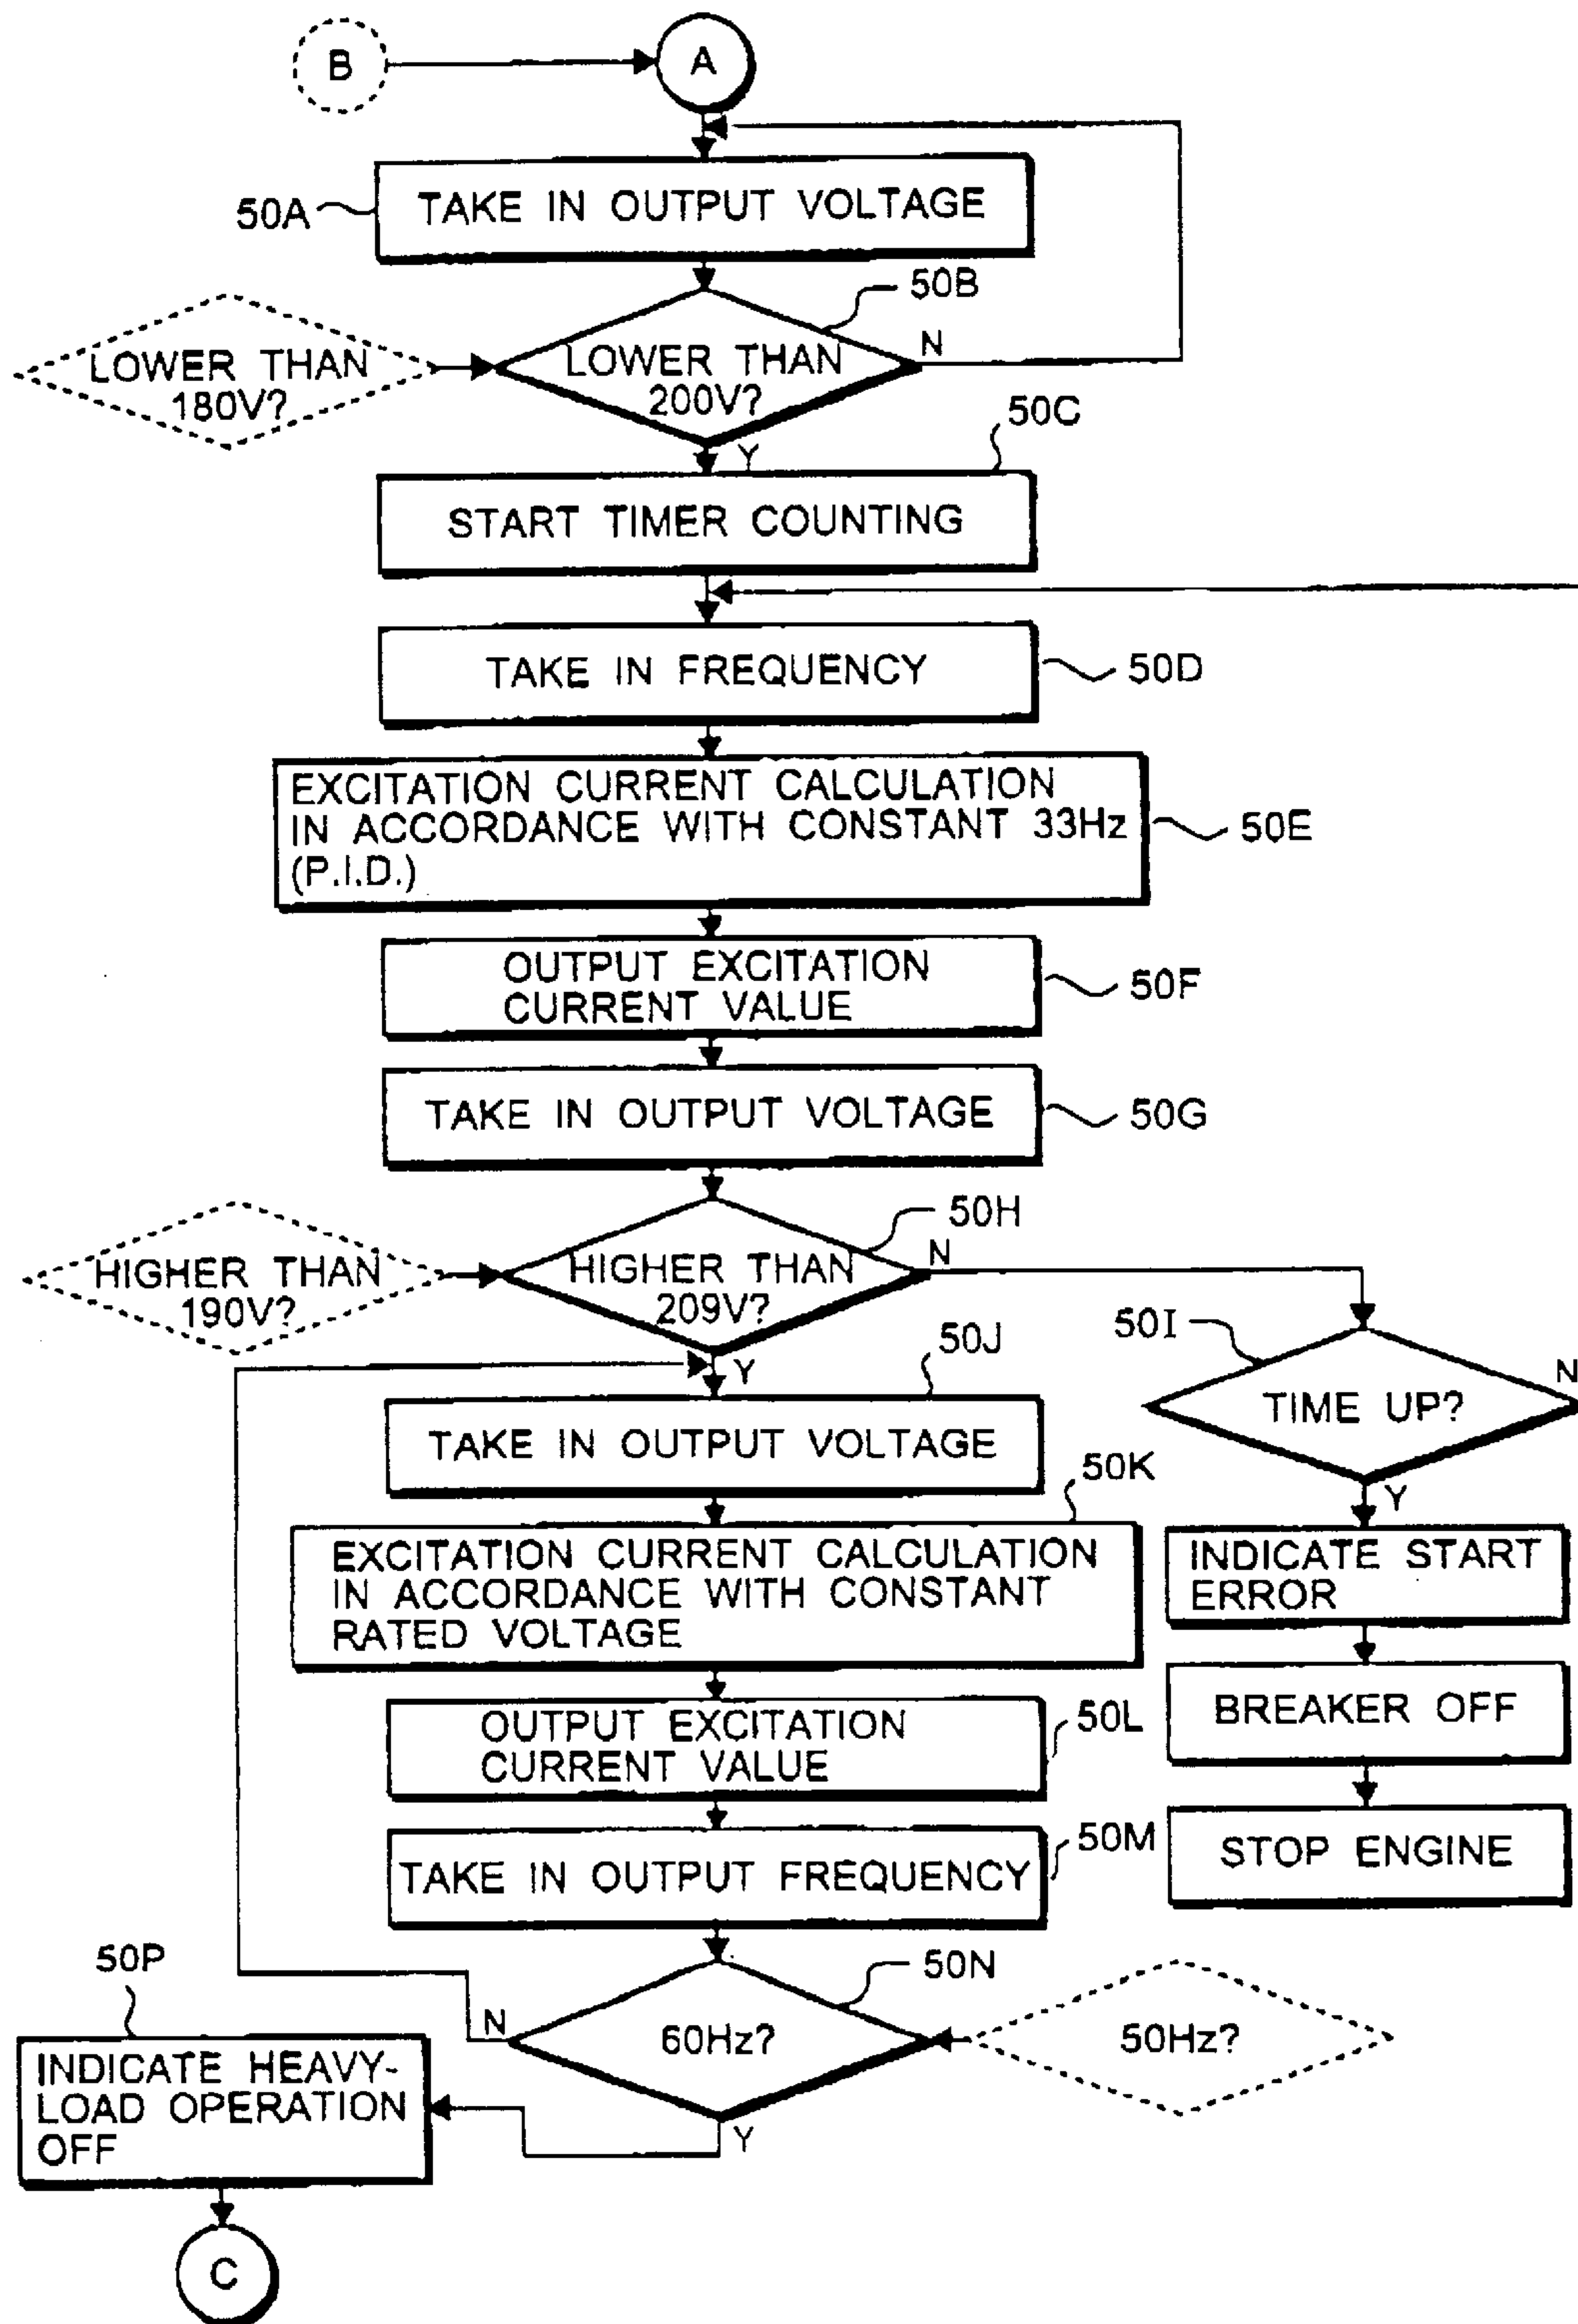 B
A
50A
TAKE IN OUTPUT VOLTAGE
50B
LOWER THAN
180V?
LOWER THAN
200V?
N
Y
50C
START TIMER COUNTING
TAKE IN FREQUENCY
50D
EXCITATION CURRENT CALCULATION
IN ACCORDANCE WITH CONSTANT 33Hz
(P.I.D.)
50E
OUTPUT EXCITATION
CURRENT VALUE
50F
TAKE IN OUTPUT VOLTAGE
50G
50H
HIGHER THAN
190V?
HIGHER THAN
209V?
N
Y
50I
TIME UP?
N
Y
50J
TAKE IN OUTPUT VOLTAGE
50K
EXCITATION CURRENT CALCULATION
IN ACCORDANCE WITH CONSTANT
RATED VOLTAGE
INDICATE START
ERROR
OUTPUT EXCITATION
CURRENT VALUE
50L
BREAKER OFF
TAKE IN OUTPUT FREQUENCY
50M
STOP ENGINE
50P
50N
N
60Hz?
50Hz?
Y
INDICATE HEAVY-
LOAD OPERATION
OFF
C